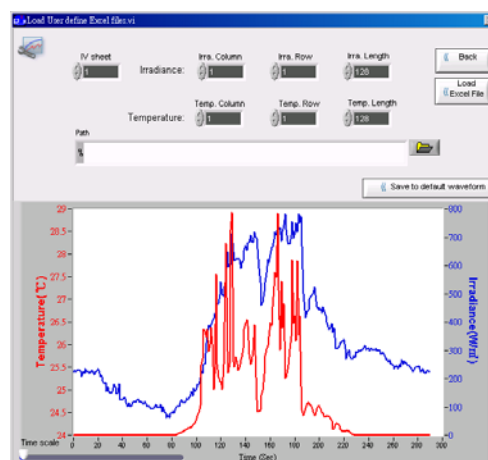 Load User define Excel files.vi
IV sheet Irra. Column Irra. Row Irra. Length
Irradiance:
1 1 1 128
Back
Load
Excel File
Temp. Column Temp. Row Temp. Length
Temperature:
1 1 128
Path
Save to default waveform
29 28.5 28 27.5 27 26.5 26 25.5 25 24.5 24
Temperature(℃)
800 700 600 500 400 300 200 100 0
Irradiance(W/㎡)
0 20 40 60 80 100 120 140 160 180 200 220 240 260 280 300
Time scale
Time (Sec)